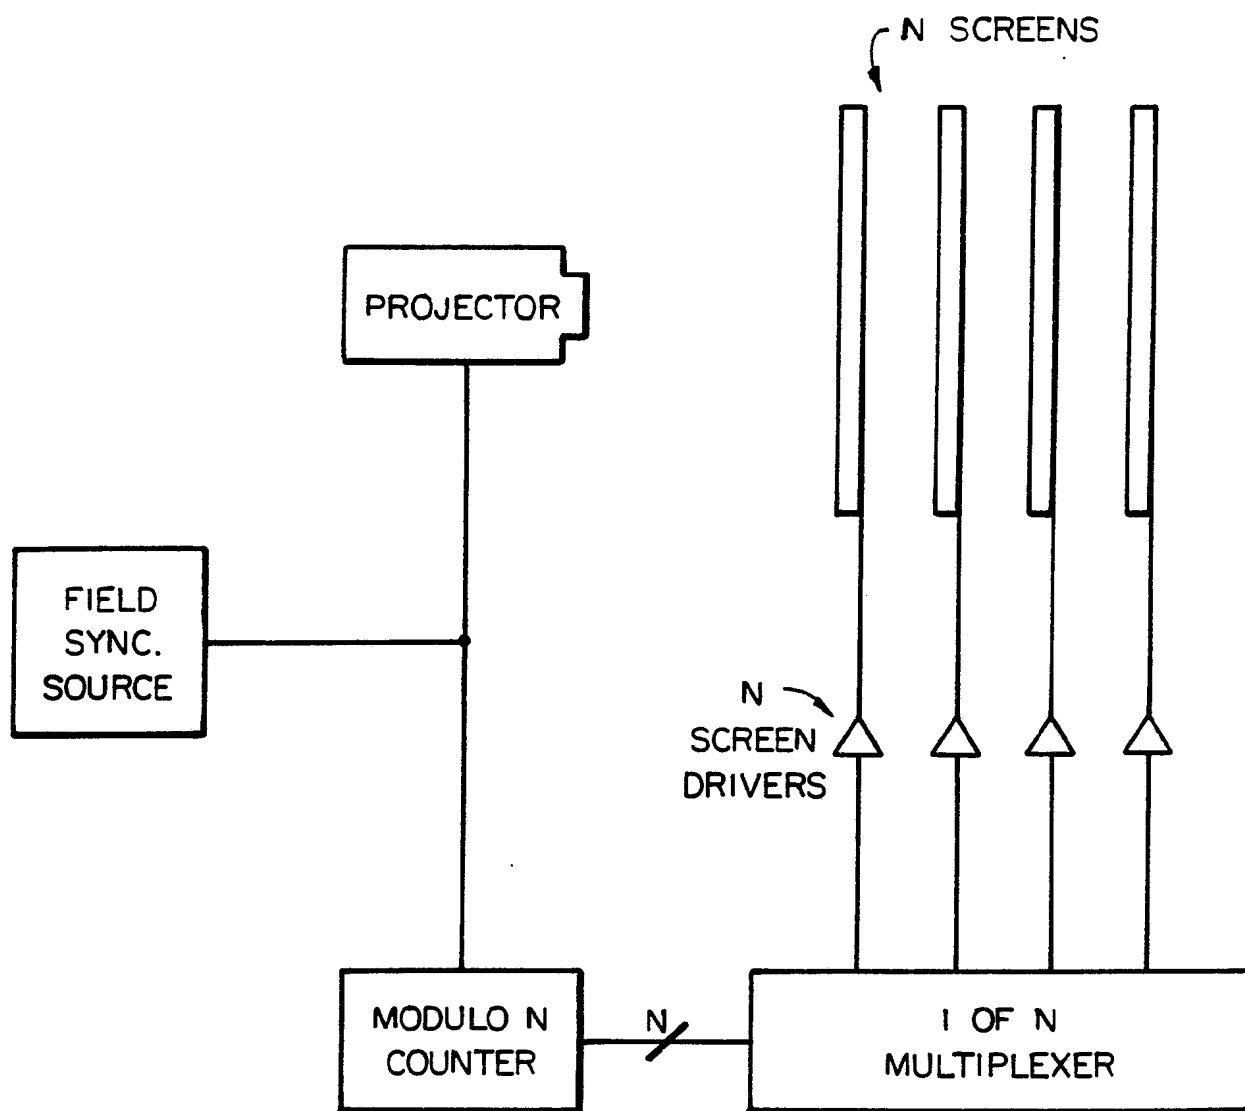 N SCREENS
PROJECTOR
FIELD
SYNC.
SOURCE
N
SCREEN
DRIVERS
MODULO N
COUNTER
N
1 OF N
MULTIPLEXER